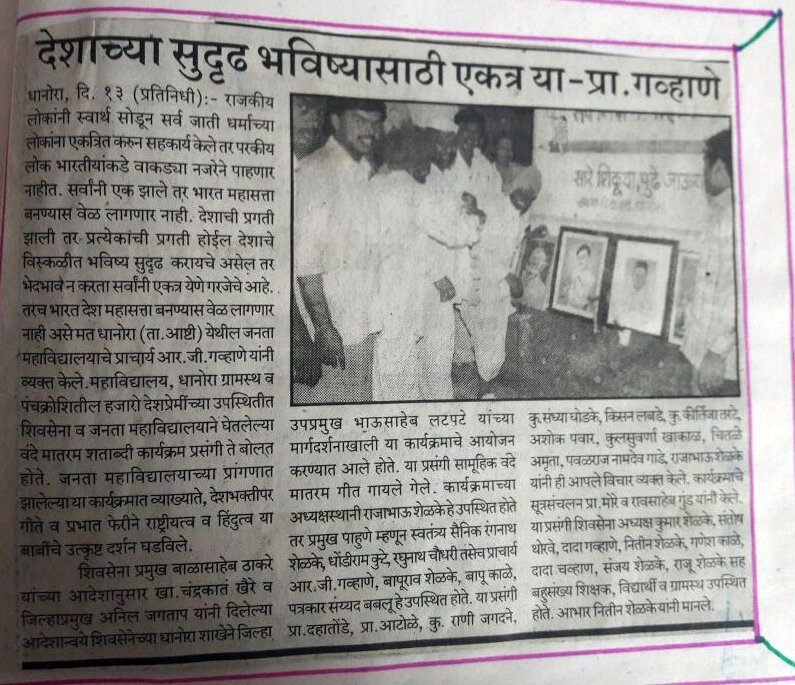 देशाच्या सुदृढ भविष्यासाठी एकत्र या - प्रा. गव्हाणे
धानोरा, दि. १३ (प्रतिनिधी):- राजकीय
लोकांनी स्वार्थ सोडून सर्व जाती धर्माच्या
लोकांना एकत्रित करुन सहकार्य केले तर परकीय
लोक भारतीयांकडे वाकड्या नजरेने पाहणार
नाहीत. सर्वांनी एक झाले तर भारत महासत्ता
बनण्यास वेळ लागणार नाही. देशाची प्रगती
झाली तर प्रत्येकांची प्रगती होईल देशाचे
विस्कळीत भविष्य सुदृढ करायचे असेल तर
भेदभाव न करता सर्वांनी एकत्र येणे गरजेचे आहे.
तरच भारत देश महासत्ता बनण्यास वेळ लागणार
नाही असे मत धानोरा (ता.आष्टी) येथील जनता
महाविद्यालयाचे प्राचार्य आर.जी.गव्हाणे यांनी
व्यक्त केले. महाविद्यालय, धानोरा ग्रामस्थ व
पंचक्रोशितील हजारो देशप्रेमींच्या उपस्थितीत
शिवसेना व जनता महाविद्यालयाने घेतलेल्या
वंदे मातरम शताब्दी कार्यक्रम प्रसंगी ते बोलत
होते. जनता महाविद्यालयाच्या प्रांगणात
झालेल्या या कार्यक्रमात व्याख्याते, देशभक्तीपर
गीते व प्रभात फेरीने राष्ट्रीयत्व व हिंदुत्व या
बाबींचे उत्कृष्ट दर्शन घडविले.
शिवसेना प्रमुख बाळासाहेब ठाकरे
यांच्या आदेशानुसार खा. चंद्रकातं खैरे व
जिल्हाप्रमुख अनिल जगताप यांनी दिलेल्या
आदेशान्वये शिवसेनेच्या धानोरा शाखेने जिल्हा
सारे शिकूया, पुढे जाऊया
उपप्रमुख भाऊसाहेब लटपटे यांच्या
मार्गदर्शनाखाली या कार्यक्रमाचे आयोजन
करण्यात आले होते. या प्रसंगी सामूहिक वंदे
मातरम गीत गायले गेले. कार्यक्रमाच्या
अध्यक्षस्थानी राजाभाऊ शेळके हे उपस्थित होते
तर प्रमुख पाहुणे म्हणून स्वतंत्र्य सैनिक रंगनाथ
शेळके, धोंडीराम कुटे, रघुनाथ चौधरी तसेच प्राचार्य
आर.जी.गव्हाणे, बापूराव शेळके, बापू काळे,
पत्रकार सय्यद बबलू हे उपस्थित होते. या प्रसंगी
प्रा.दहातोंडे, प्रा.आटोळे, कु. राणी जगदने,
कु.संध्या घोडके, किसन लबडे, कु.कीर्तिजा तरटे,
अशोक पवार, कुलसुवर्णा खाकाळ, चितळे
अमृता, पवळराज नामदेव गाडे, राजाभाऊ शेळके
यांनी ही आपले विचार व्यक्त केले. कार्यक्रमाचे
सूत्रसंचलन प्रा.मोरे व रावसाहेब गुंड यांनी केले.
या प्रसंगी शिवसेना अध्यक्ष कुमार शेळके, संतोष
थोरवे, दादा गव्हाणे, नितीन शेळके, गणेश काळे,
दादा चव्हाण, संजय शेळके, राजू शेळके सह
बहुसंख्य शिक्षक, विद्यार्थी व ग्रामस्थ उपस्थित
होते. आभार नितीन शेळके यांनी मानले.